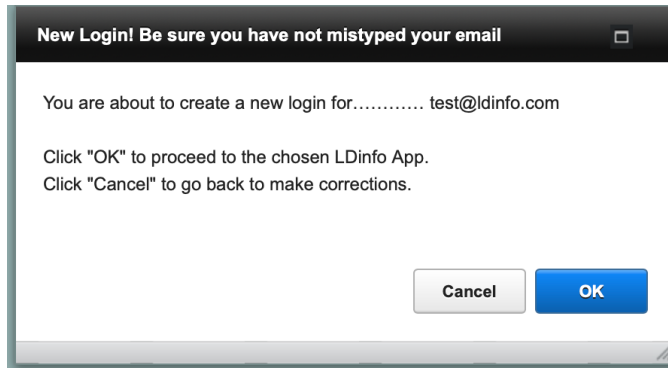 New Login! Be sure you have not mistyped your email
You are about to create a new login for………… test@ldinfo.com
Click "OK" to proceed to the chosen LDinfo App.
Click "Cancel" to go back to make corrections.
Cancel
OK